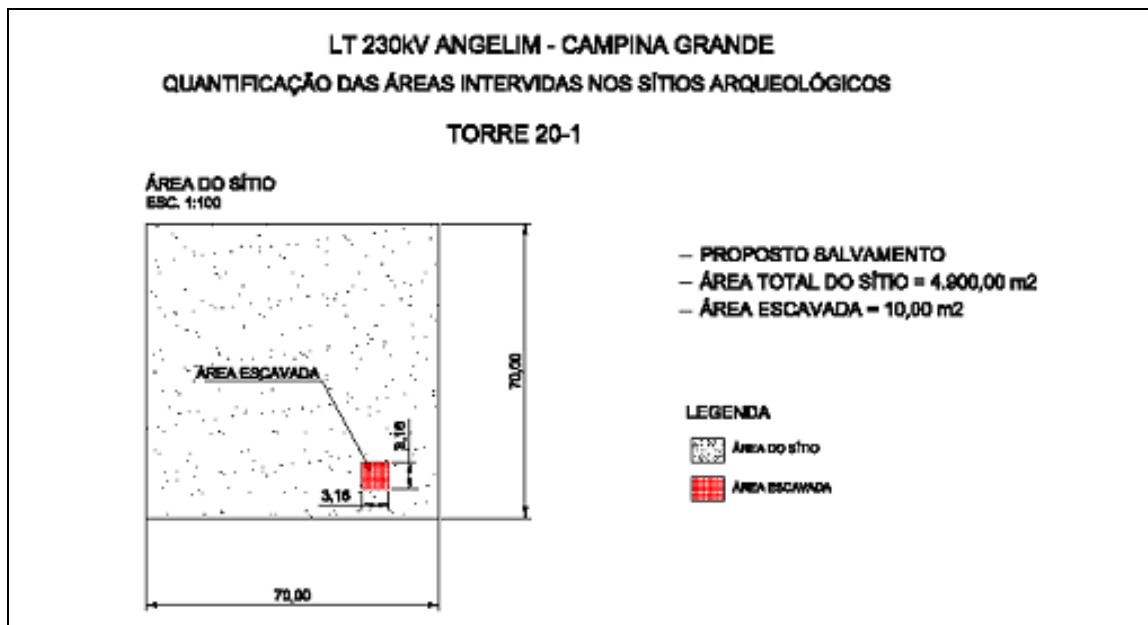 LT 230kV ANGELIM - CAMPINA GRANDE
QUANTIFICAÇÃO DAS ÁREAS INTERVIDAS NOS SÍTIOS ARQUEOLÓGICOS
TORRE 20-1
ÁREA DO SÍTIO
ESC. 1:100
– PROPOSTO SALVAMENTO
– ÁREA TOTAL DO SÍTIO = 4.900,00 m2
– ÁREA ESCAVADA = 10,00 m2
ÁREA ESCAVADA
70,00
3,16
3,16
70,00
LEGENDA
ÁREA DO SÍTIO
ÁREA ESCAVADA